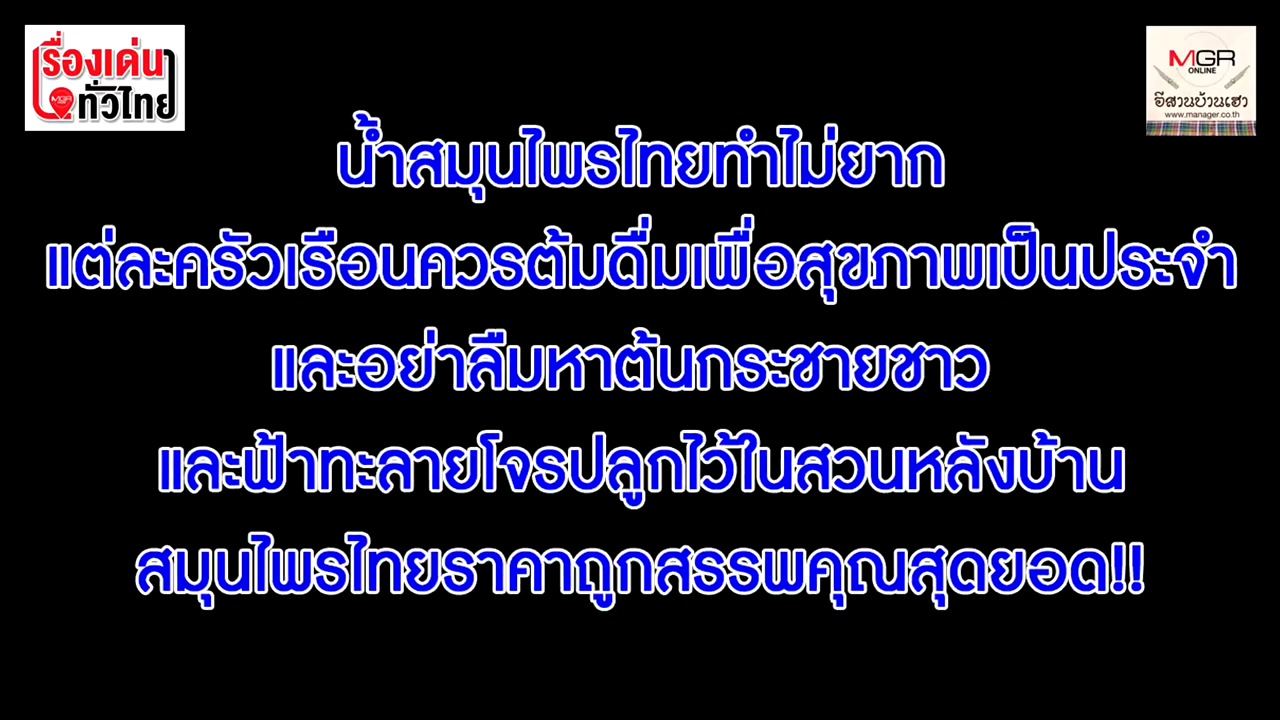 เรื่องเด่น
MGR
ทั่วไทย
MGR
ONLINE
อีสานบ้านเฮา
www.manager.co.th
น้ำสมุนไพรไทยทำไม่ยาก
แต่ละครัวเรือนควรต้มดื่มเพื่อสุขภาพเป็นประจำ
และอย่าลืมหาต้นกระชายชาว
และฟ้าทะลายโจรปลูกไว้ในสวนหลังบ้าน
สมุนไพรไทยราคาถูกสรรพคุณสุดยอด!!